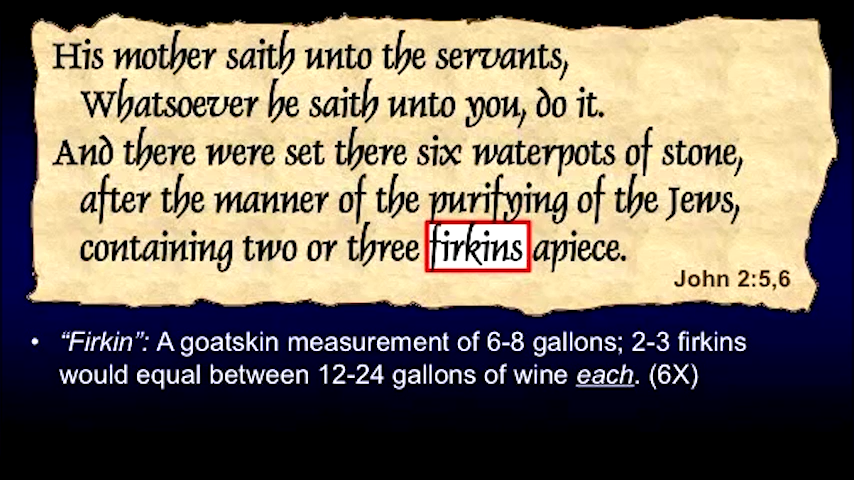 His mother saith unto the servants,
Whatsoever he saith unto you, do it.
And there were set there six waterpots of stone,
after the manner of the purifying of the Jews,
containing two or three firkins apiece.
John 2:5,6
• “Firkin”: A goatskin measurement of 6-8 gallons; 2-3 firkins
would equal between 12-24 gallons of wine each. (6X)